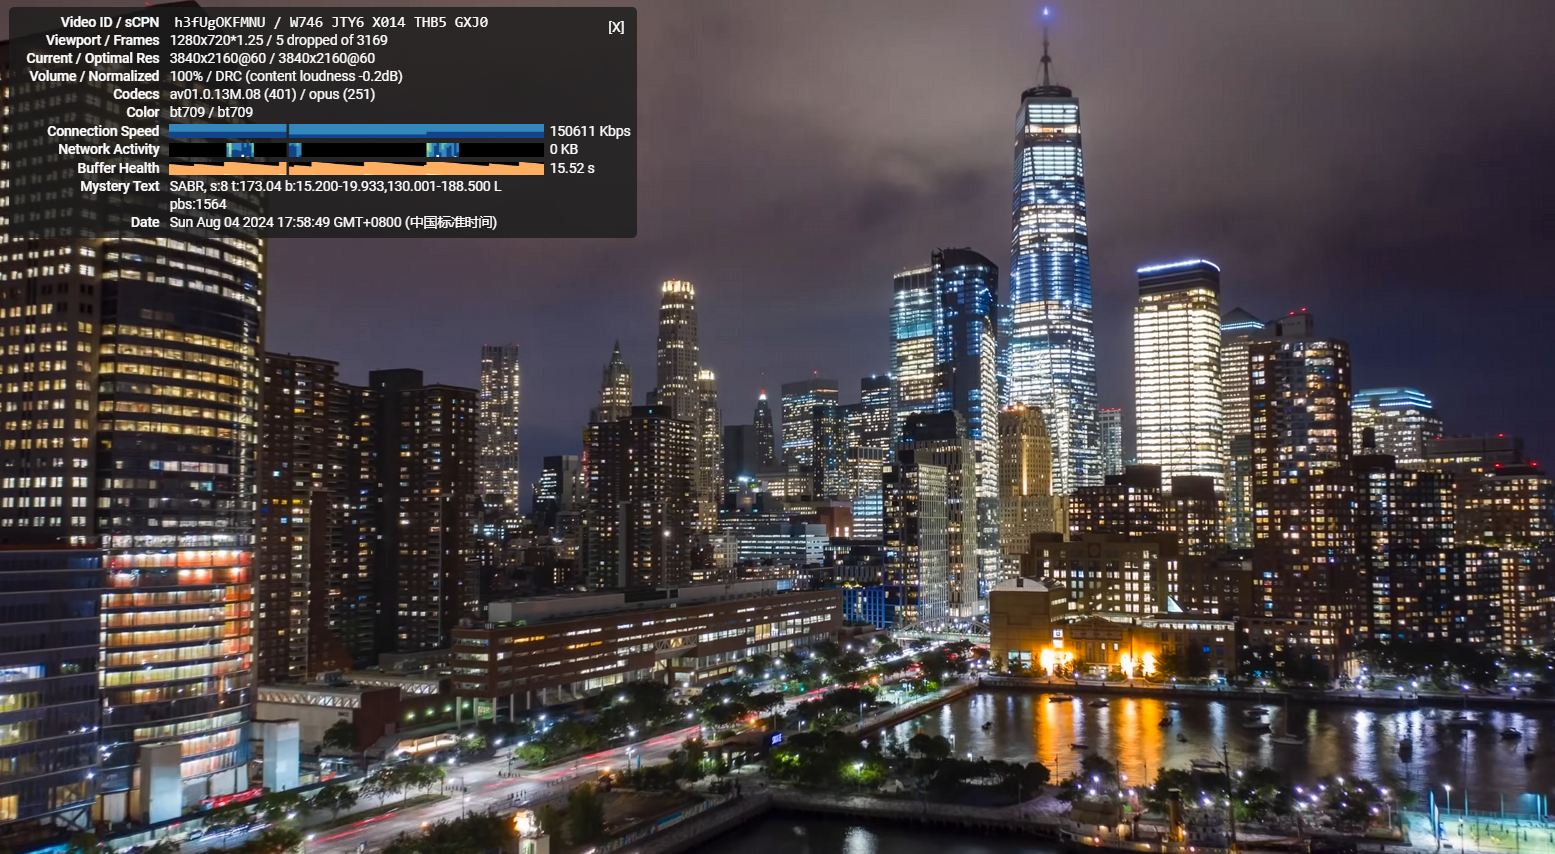 Video ID / sCPN h3fUgOKFMNU / W746 JTY6 X014 THB5 GXJ0
[X]
Viewport / Frames 1280x720*1.25 / 5 dropped of 3169
Current / Optimal Res 3840x2160@60 / 3840x2160@60
Volume / Normalized 100% / DRC (content loudness -0.2dB)
Codecs av01.0.13M.08 (401) / opus (251)
Color bt709 / bt709
Connection Speed 150611 Kbps
Network Activity 0 KB
Buffer Health 15.52 s
Mystery Text SABR, s:8 t:173.04 b:15.200-19.933,130.001-188.500 L
pbs:1564
Date Sun Aug 04 2024 17:58:49 GMT+0800 (中国标准时间)